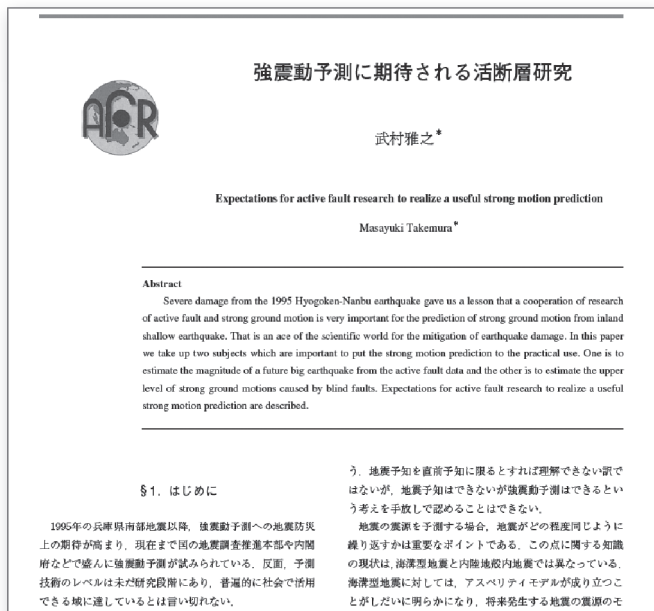 強震動予測に期待される活断層研究
AFR
武村雅之*
Expectations for active fault research to realize a useful strong motion prediction
Masayuki Takemura*
Abstract
Severe damage from the 1995 Hyogoken-Nanbu earthquake gave us a lesson that a cooperation of research
of active fault and strong ground motion is very important for the prediction of strong ground motion from inland
shallow earthquake. That is an ace of the scientific world for the mitigation of earthquake damage. In this paper
we take up two subjects which are important to put the strong motion prediction to the practical use. One is to
estimate the magnitude of a future big earthquake from the active fault data and the other is to estimate the upper
level of strong ground motions caused by blind faults. Expectations for active fault research to realize a useful
strong motion prediction are described.
§1. はじめに
1995年の兵庫県南部地震以降，強震動予測への地震防災
上の期待が高まり，現在まで国の地震調査推進本部や内閣
府などで盛んに強震動予測が試みられている．反面，予測
技術のレベルは未だ研究段階にあり，普遍的に社会で活用
できる域に達しているとは言い切れない．
う．地震予知を直前予知に限るとすれば理解できない訳で
はないが，地震予知はできないが強震動予測はできるとい
う考えを手放しで認めることはできない．
地震の震源を予測する場合，地震がどの程度同じように
繰り返すかは重要なポイントである．この点に関する知識
の現状は，海溝型地震と内陸地殻内地震では異なっている．
海溝型地震に対しては，アスペリティモデルが成り立つこ
とがしだいに明らかになり，将来発生する地震の震源のモ